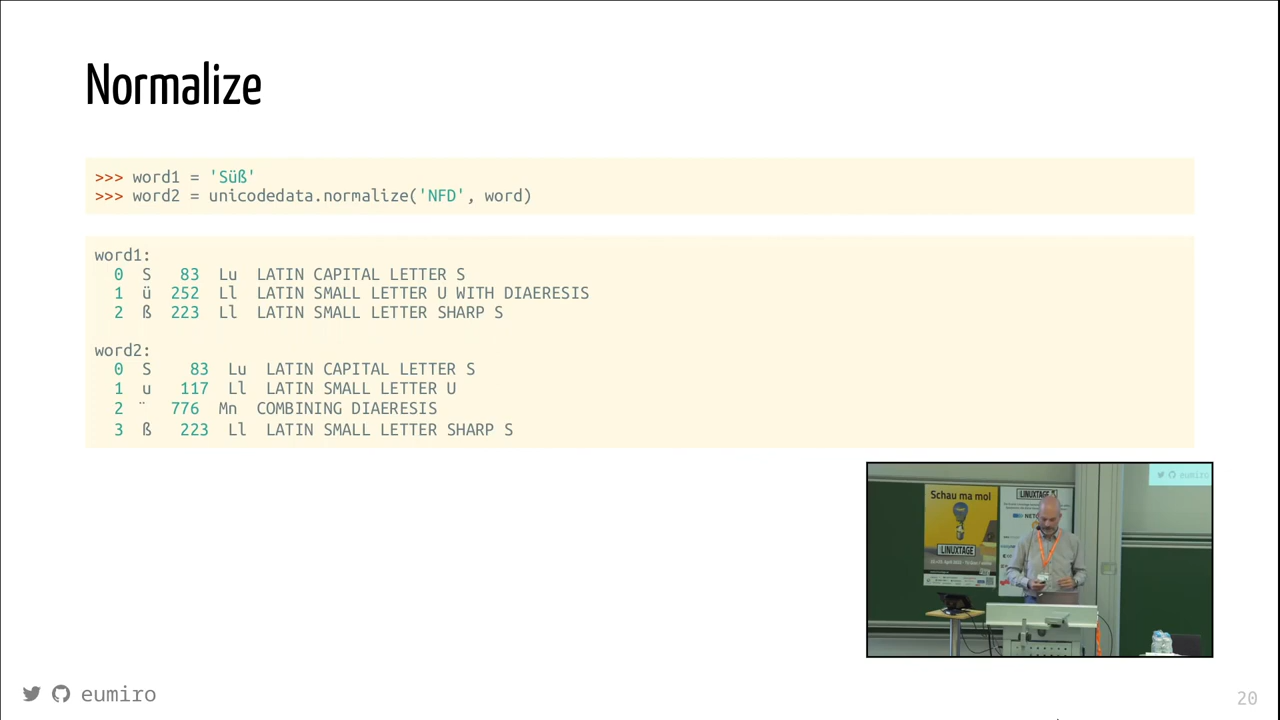 Normalize
>>> word1 = 'Süß'
>>> word2 = unicodedata.normalize('NFD', word)
word1:
0 S 83 Lu LATIN CAPITAL LETTER S
1 ü 252 Ll LATIN SMALL LETTER U WITH DIAERESIS
2 ß 223 Ll LATIN SMALL LETTER SHARP S
word2:
0 S 83 Lu LATIN CAPITAL LETTER S
1 u 117 Ll LATIN SMALL LETTER U
2 ̈ 776 Mn COMBINING DIAERESIS
3 ß 223 Ll LATIN SMALL LETTER SHARP S
eumiro
Schau ma mol
LINUXTAGE
LINUXTAGE
eumiro
20